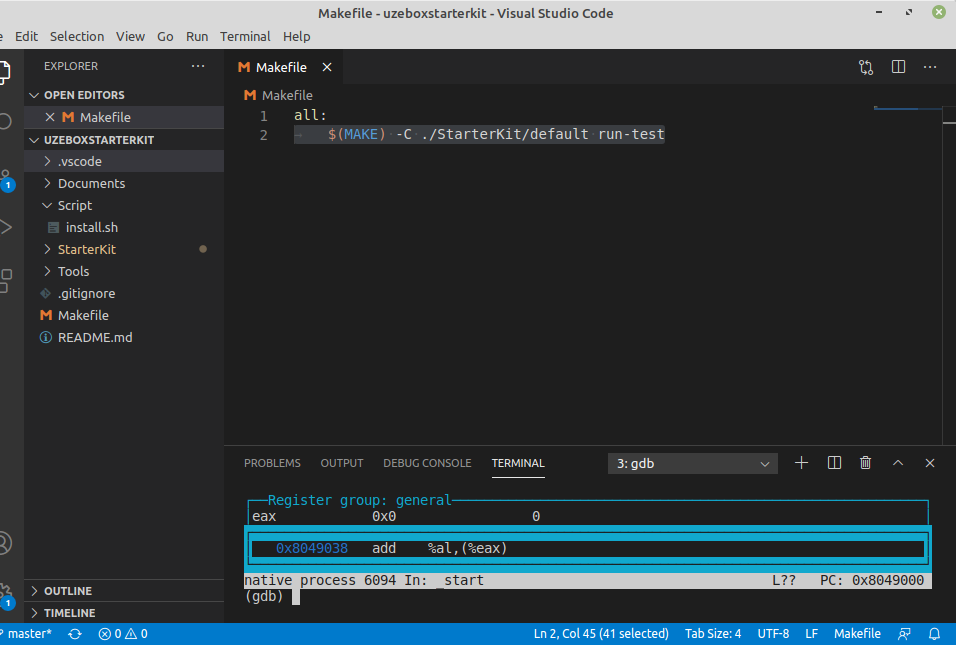 Makefile - uzeboxstarterkit - Visual Studio Code
Edit Selection View Go Run Terminal Help
EXPLORER ···
OPEN EDITORS
Makefile
UZEBOXSTARTERKIT
.vscode
Documents
Script
install.sh
StarterKit
Tools
.gitignore
Makefile
README.md
OUTLINE
TIMELINE
1
1
Makefile
Makefile
1 all:
2 $(MAKE) -C ./StarterKit/default run-test
PROBLEMS OUTPUT DEBUG CONSOLE TERMINAL 3: gdb
Register group: general
eax 0x0 0
0x8049038 add %al,(%eax)
native process 6094 In: _start L?? PC: 0x8049000
(gdb)
master* 0 0 Ln 2, Col 45 (41 selected) Tab Size: 4 UTF-8 LF Makefile